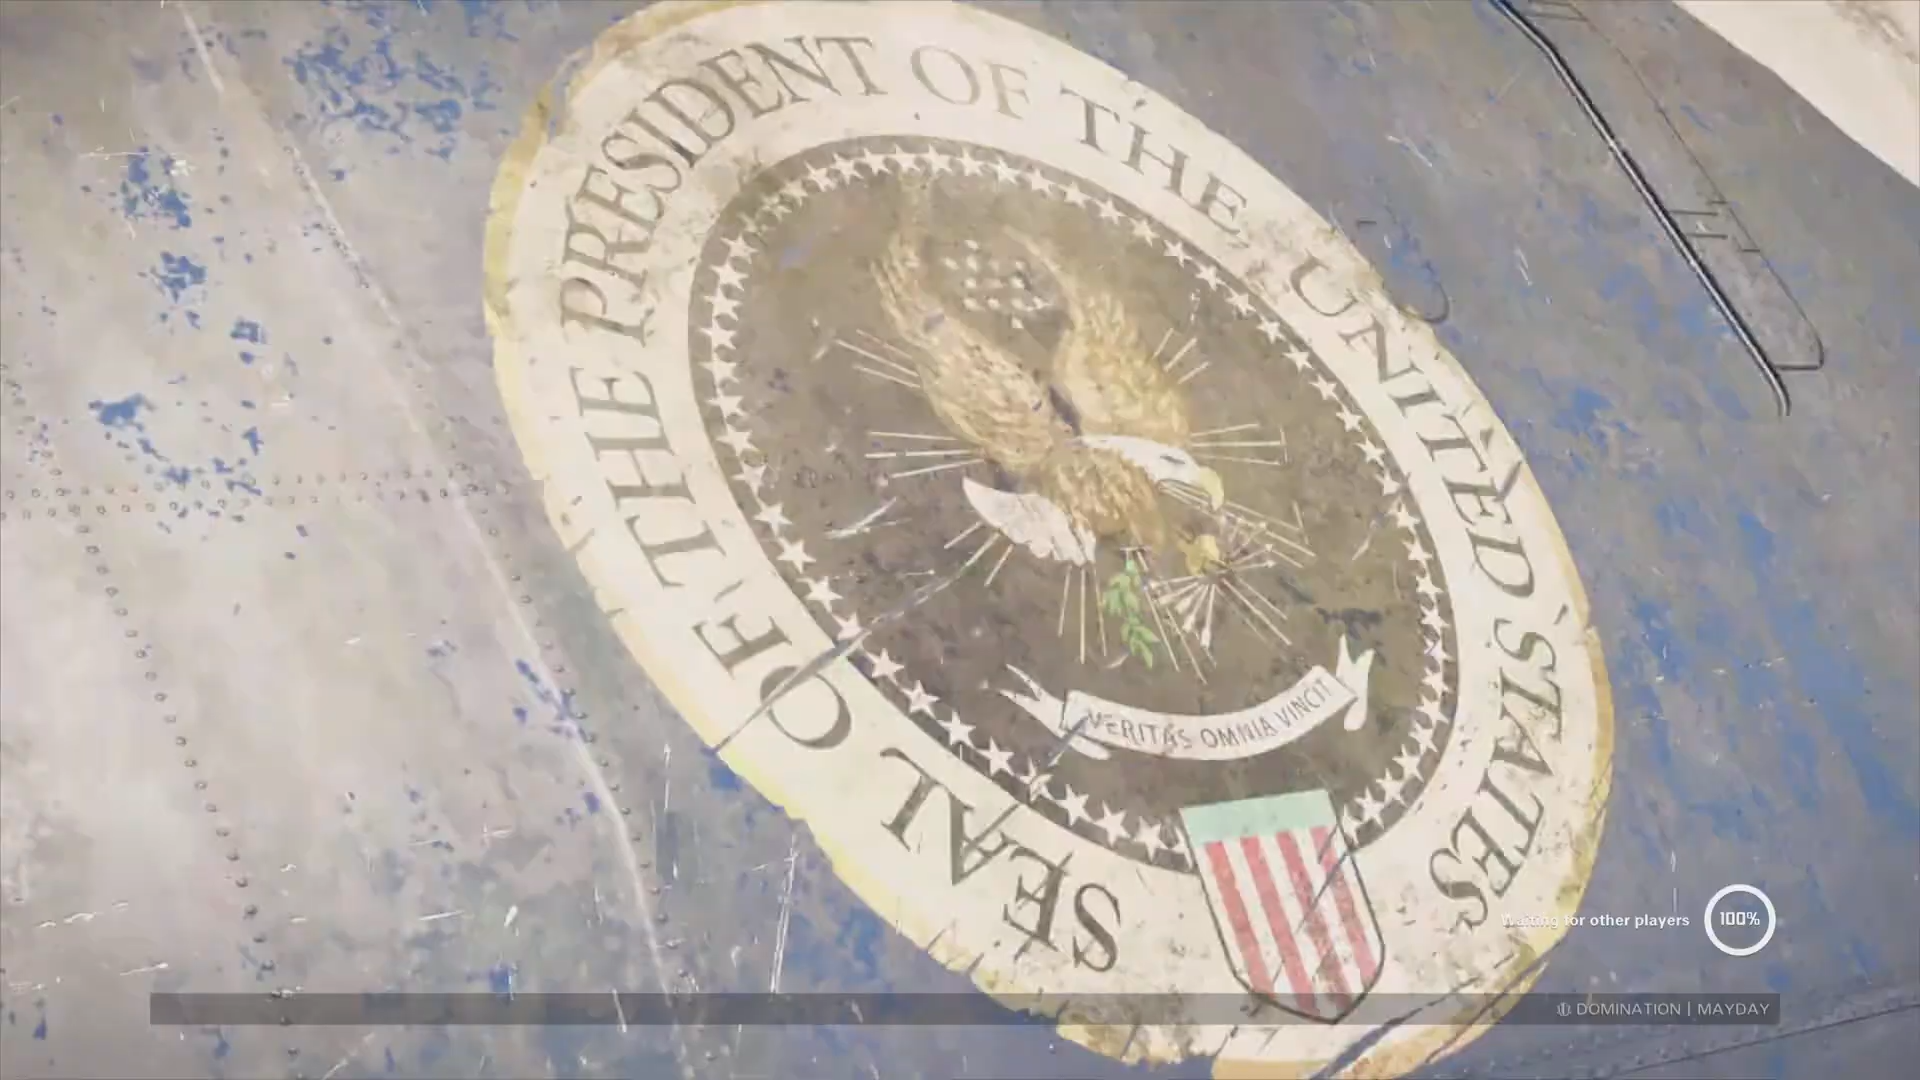 SEAL OF THE PRESIDENT OF THE UNITED STATES
VERITAS OMNIA VINCIT
Waiting for other players
100%
DOMINATION | MAYDAY